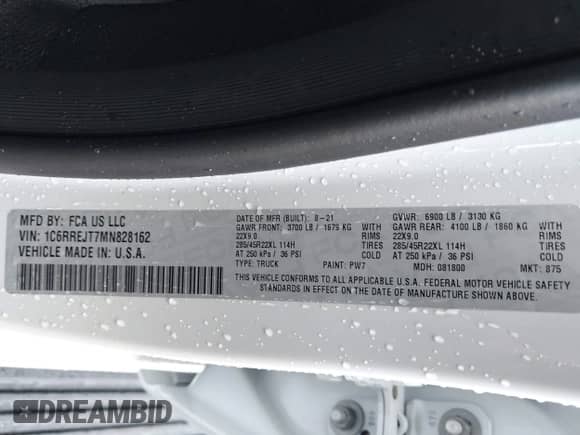 MFD BY: FCA US LLC
VIN: 1C6RREJT7MN828162
VEHICLE MADE IN: U.S.A.
DATE OF MFR (BUILT): 8-21 GVWR: 6900 LB / 3130 KG
GAWR FRONT: 3700 LB / 1675 KG WITH GAWR REAR: 4100 LB / 1860 KG WITH
22X9.0 RIMS 22X9.0 RIMS
285/45R22XL 114H TIRES 285/45R22XL 114H TIRES
AT 250 kPa / 36 PSI COLD AT 250 kPa / 36 PSI COLD
TYPE: TRUCK PAINT: PW7 MDH: 081800 MKT: 875
THIS VEHICLE CONFORMS TO ALL APPLICABLE U.S.A. FEDERAL MOTOR VEHICLE SAFETY
STANDARDS IN EFFECT ON THE DATE OF MANUFACTURE SHOWN ABOVE.
DREAMBID